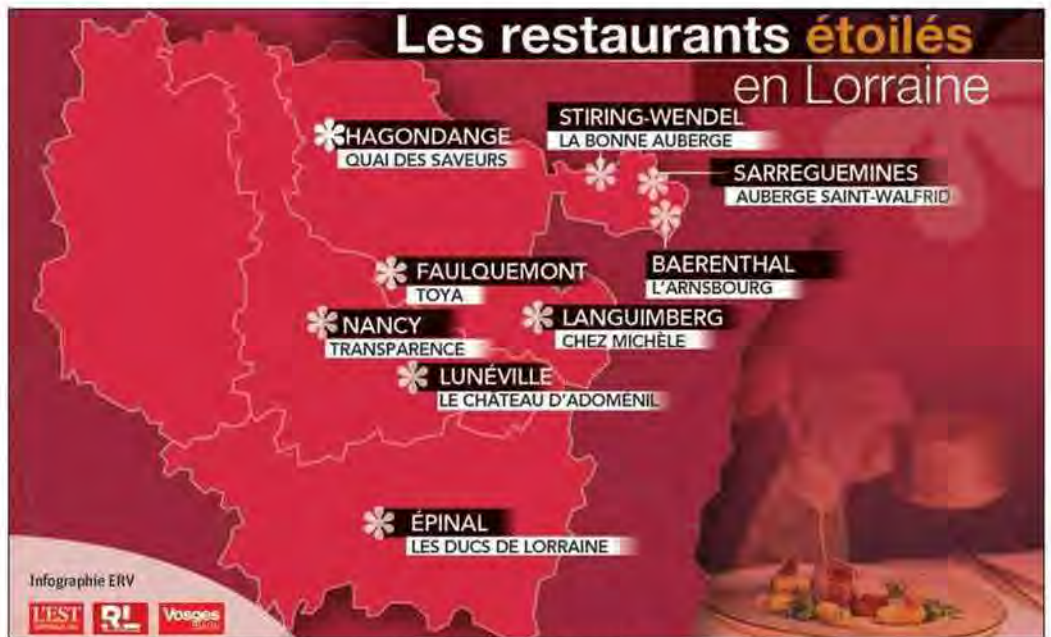 Les restaurants étoilés
en Lorraine
HAGONDANGE
QUAI DES SAVEURS
STIRING-WENDEL
LA BONNE AUBERGE
SARREGUEMINES
AUBERGE SAINT-WALFRID
FAULQUEMONT
TOYA
BAERENTHAL
L'ARNSBOURG
NANCY
TRANSPARENCE
LANGUIMBERG
CHEZ MICHÈLE
LUNÉVILLE
LE CHÂTEAU D'ADOMÉNIL
ÉPINAL
LES DUCS DE LORRAINE
Infographie ERV
L'EST
RL
Vosges